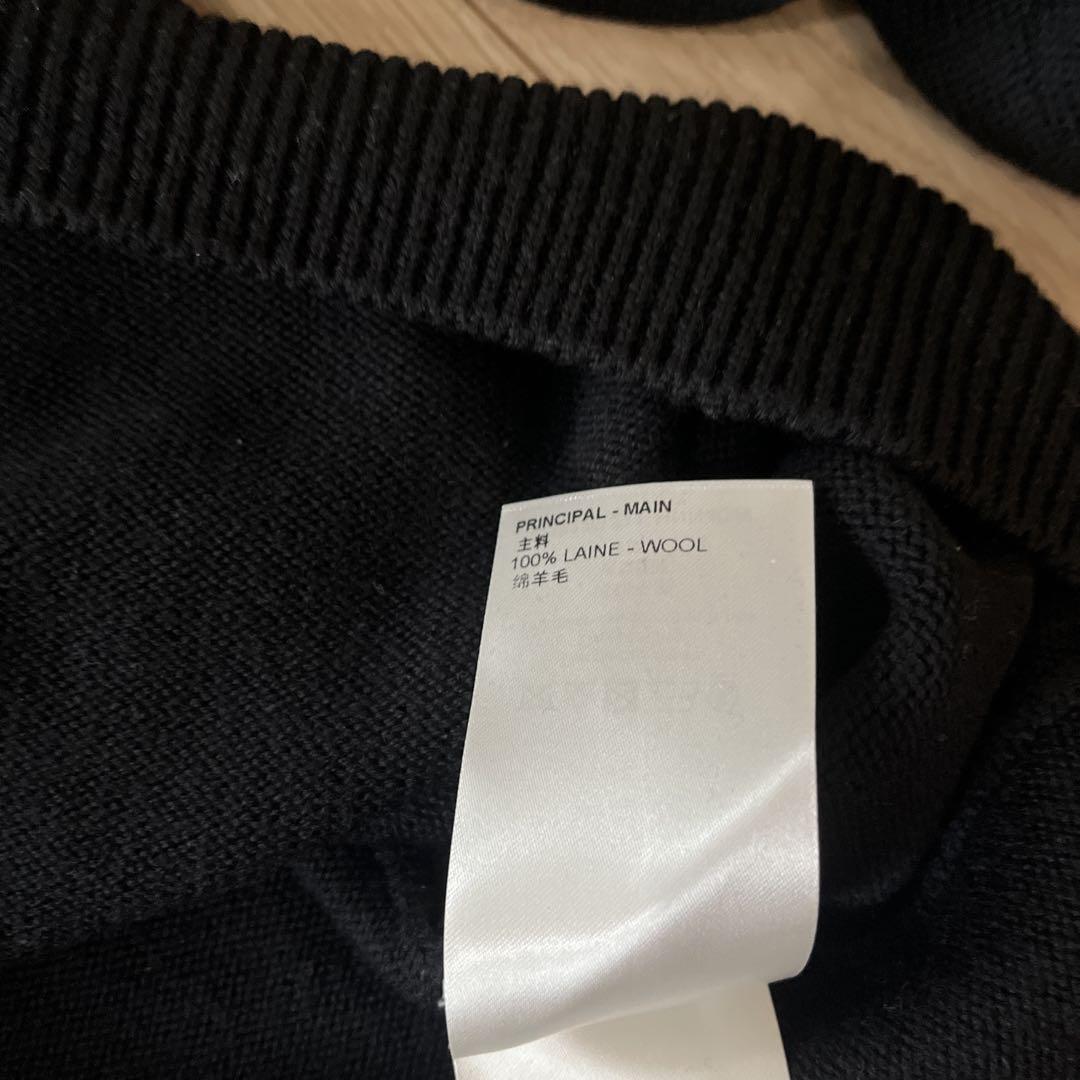 PRINCIPAL - MAIN
主料
100% LAINE - WOOL
绵羊毛